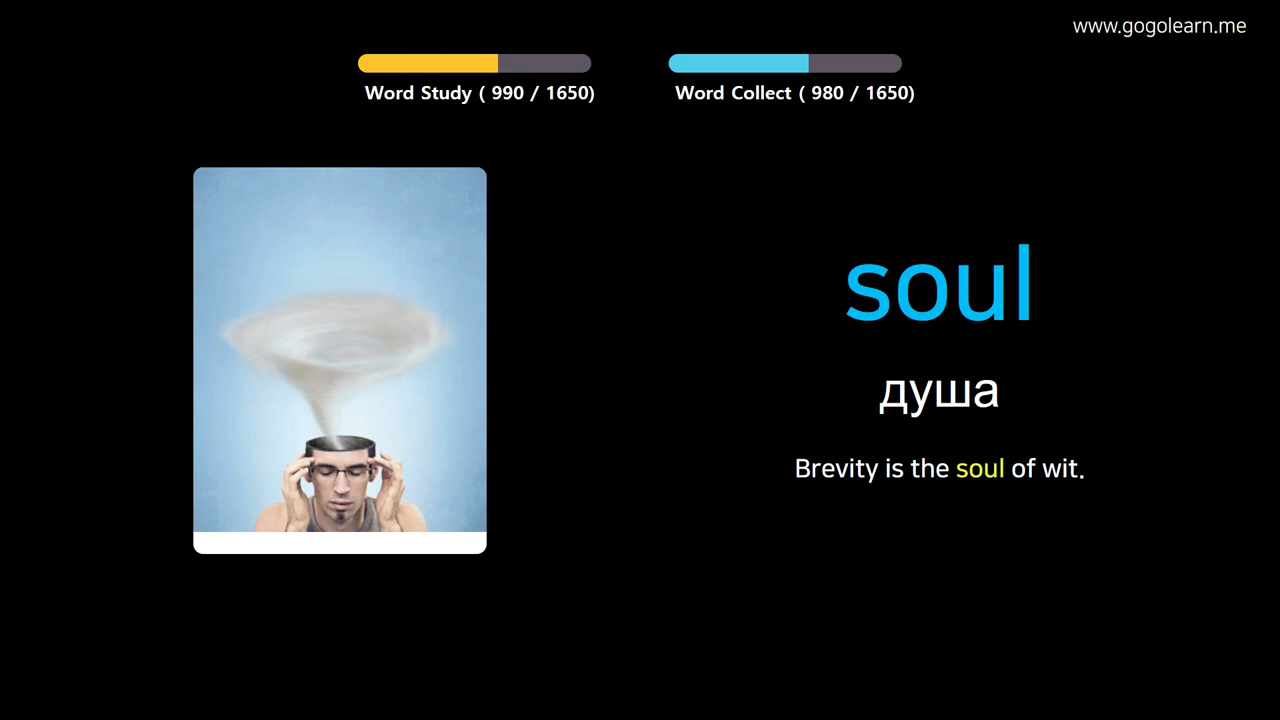 www.gogolearn.me
Word Study ( 990 / 1650)
Word Collect ( 980 / 1650)
soul
душа
Brevity is the soul of wit.